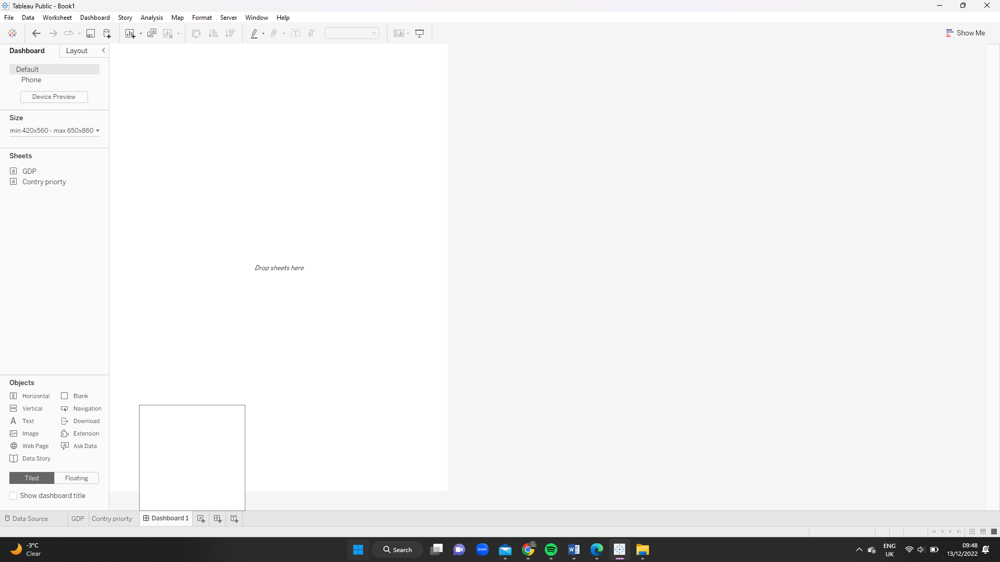 Tableau Public - Book1
File Data Worksheet Dashboard Story Analysis Map Format Server Window Help
Show Me
Dashboard Layout
Default
Phone
Device Preview
Size
min 420x560 - max 650x860
Sheets
GDP
Contry priorty
Drop sheets here
Objects
Horizontal Blank
Vertical Navigation
Text Download
Image Extension
Web Page Ask Data
Data Story
Tiled Floating
Show dashboard title
Data Source GDP Contry priorty Dashboard 1
-3°C
Clear
Search
zoom
ENG
UK
09:48
13/12/2022